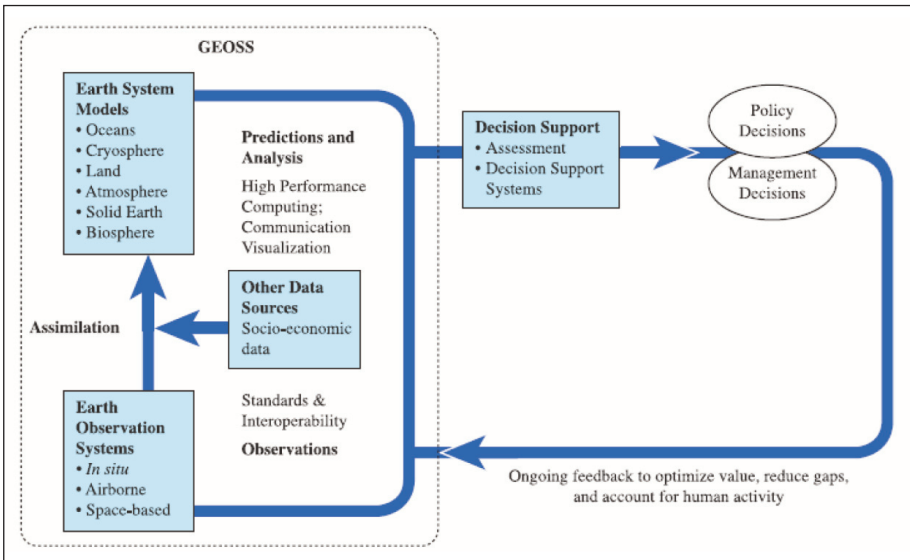 GEOSS
Earth System
Models
• Oceans
• Cryosphere
• Land
• Atmosphere
• Solid Earth
• Biosphere
Predictions and
Analysis
High Performance
Computing;
Communication
Visualization
Other Data
Sources
Socio-economic
data
Assimilation
Earth
Observation
Systems
• In situ
• Airborne
• Space-based
Standards &
Interoperability
Observations
Decision Support
• Assessment
• Decision Support
Systems
Policy
Decisions
Management
Decisions
Ongoing feedback to optimize value, reduce gaps,
and account for human activity